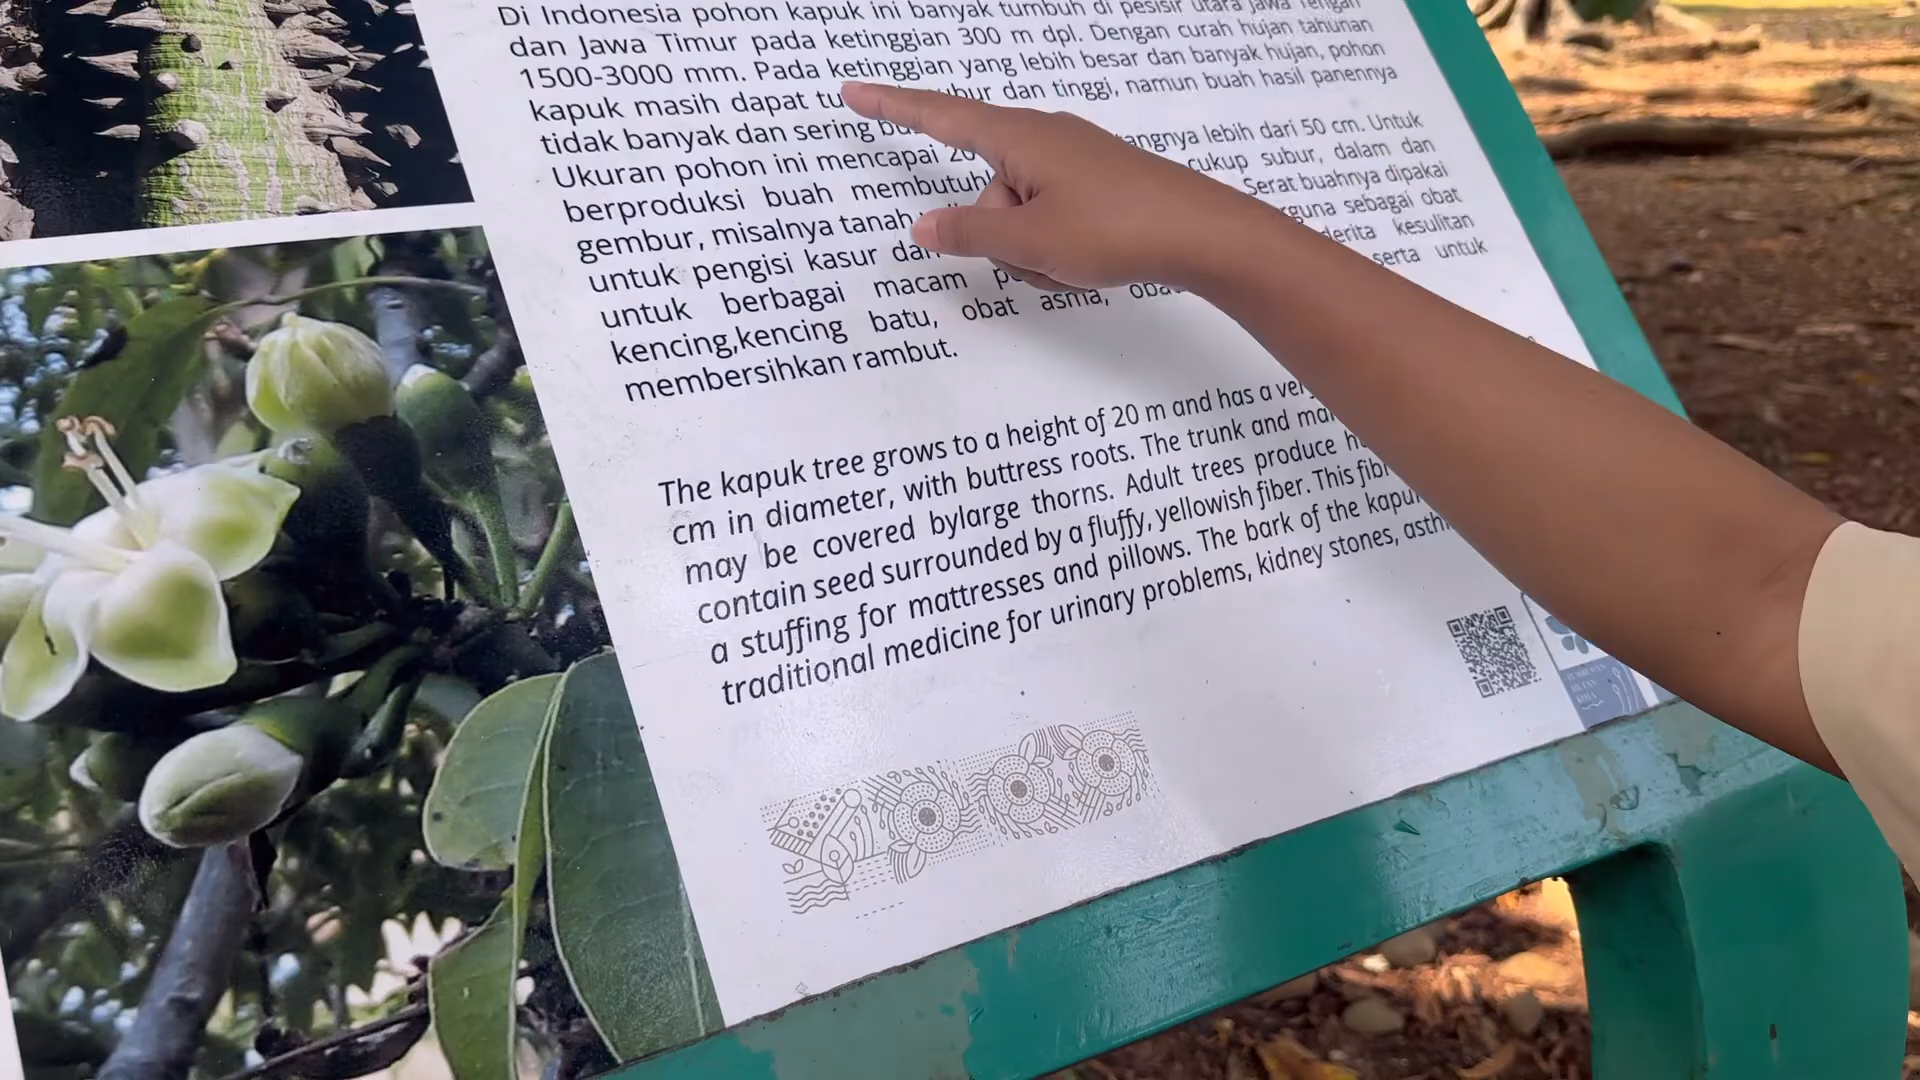 Di Indonesia pohon kapuk ini banyak tumbuh di pesisir utara Jawa Tengah
dan Jawa Timur pada ketinggian 300 m dpl. Dengan curah hujan tahunan
1500-3000 mm. Pada ketinggian yang lebih besar dan banyak hujan, pohon
kapuk masih dapat dan tinggi, namun buah hasil panennya
tidak banyak dan sering
Ukuran pohon ini mencapai 20 lebih dari 50 cm. Untuk
berproduksi buah cukup subur, dalam dan
gembur, misalnya tanah Serat buahnya dipakai
untuk pengisi kasur dan sebagai obat
untuk berbagai macam kesulitan
kencing,kencing batu, obat asma, serta untuk
membersihkan rambut.
The kapuk tree grows to a height of 20 m and has a
cm in diameter, with buttress roots. The trunk and
may be covered bylarge thorns. Adult trees produce
contain seed surrounded by a fluffy, yellowish fiber. This
a stuffing for mattresses and pillows. The bark of the
traditional medicine for urinary problems, kidney stones,